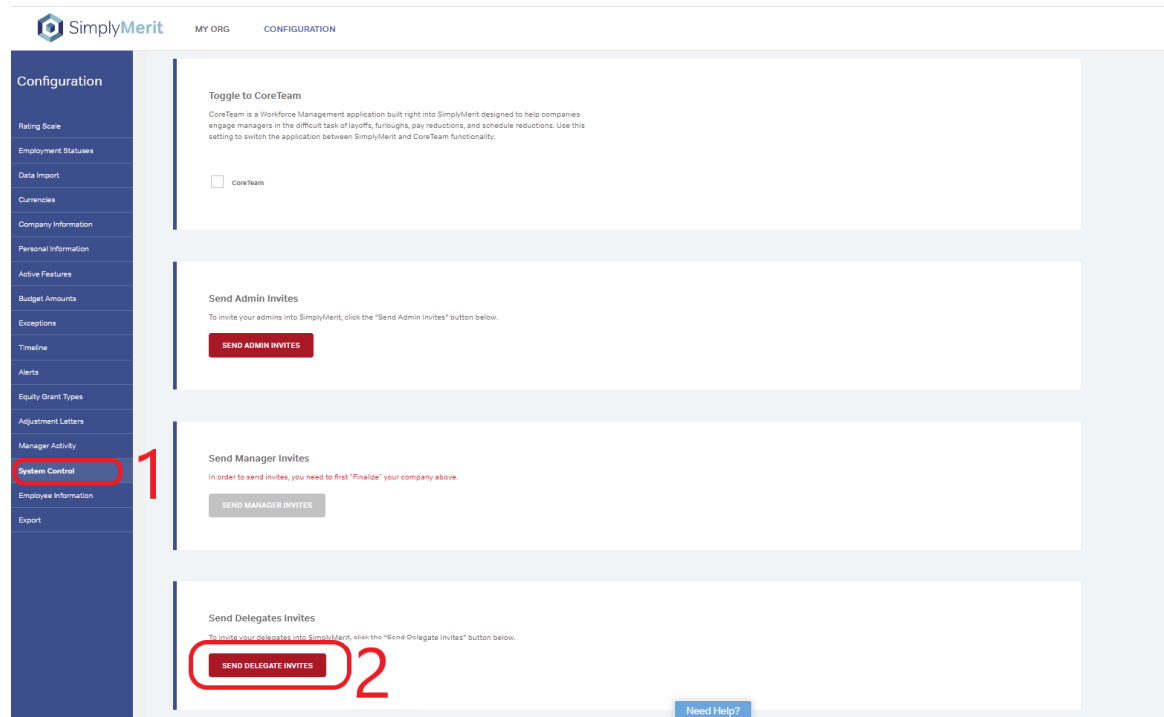 SimplyMerit
MY ORG
CONFIGURATION
Configuration
Rating Scale
Employment Statuses
Data Import
Currencies
Company Information
Personal Information
Active Features
Budget Amounts
Exceptions
Timeline
Alerts
Equity Grant Types
Adjustment Letters
Manager Activity
System Control
1
Employee Information
Export
Toggle to CoreTeam
CoreTeam is a Workforce Management application built right into SimplyMerit designed to help companies
engage managers in the difficult task of layoffs, furloughs, pay reductions, and schedule reductions. Use this
setting to switch the application between SimplyMerit and CoreTeam functionality.
CoreTeam
Send Admin Invites
To invite your admins into SimplyMerit, click the "Send Admin Invites" button below.
SEND ADMIN INVITES
Send Manager Invites
In order to send invites, you need to first "Finalize" your company above.
SEND MANAGER INVITES
Send Delegates Invites
To invite your delegates into SimplyMerit, click the "Send Delegate Invites" button below.
SEND DELEGATE INVITES
2
Need Help?